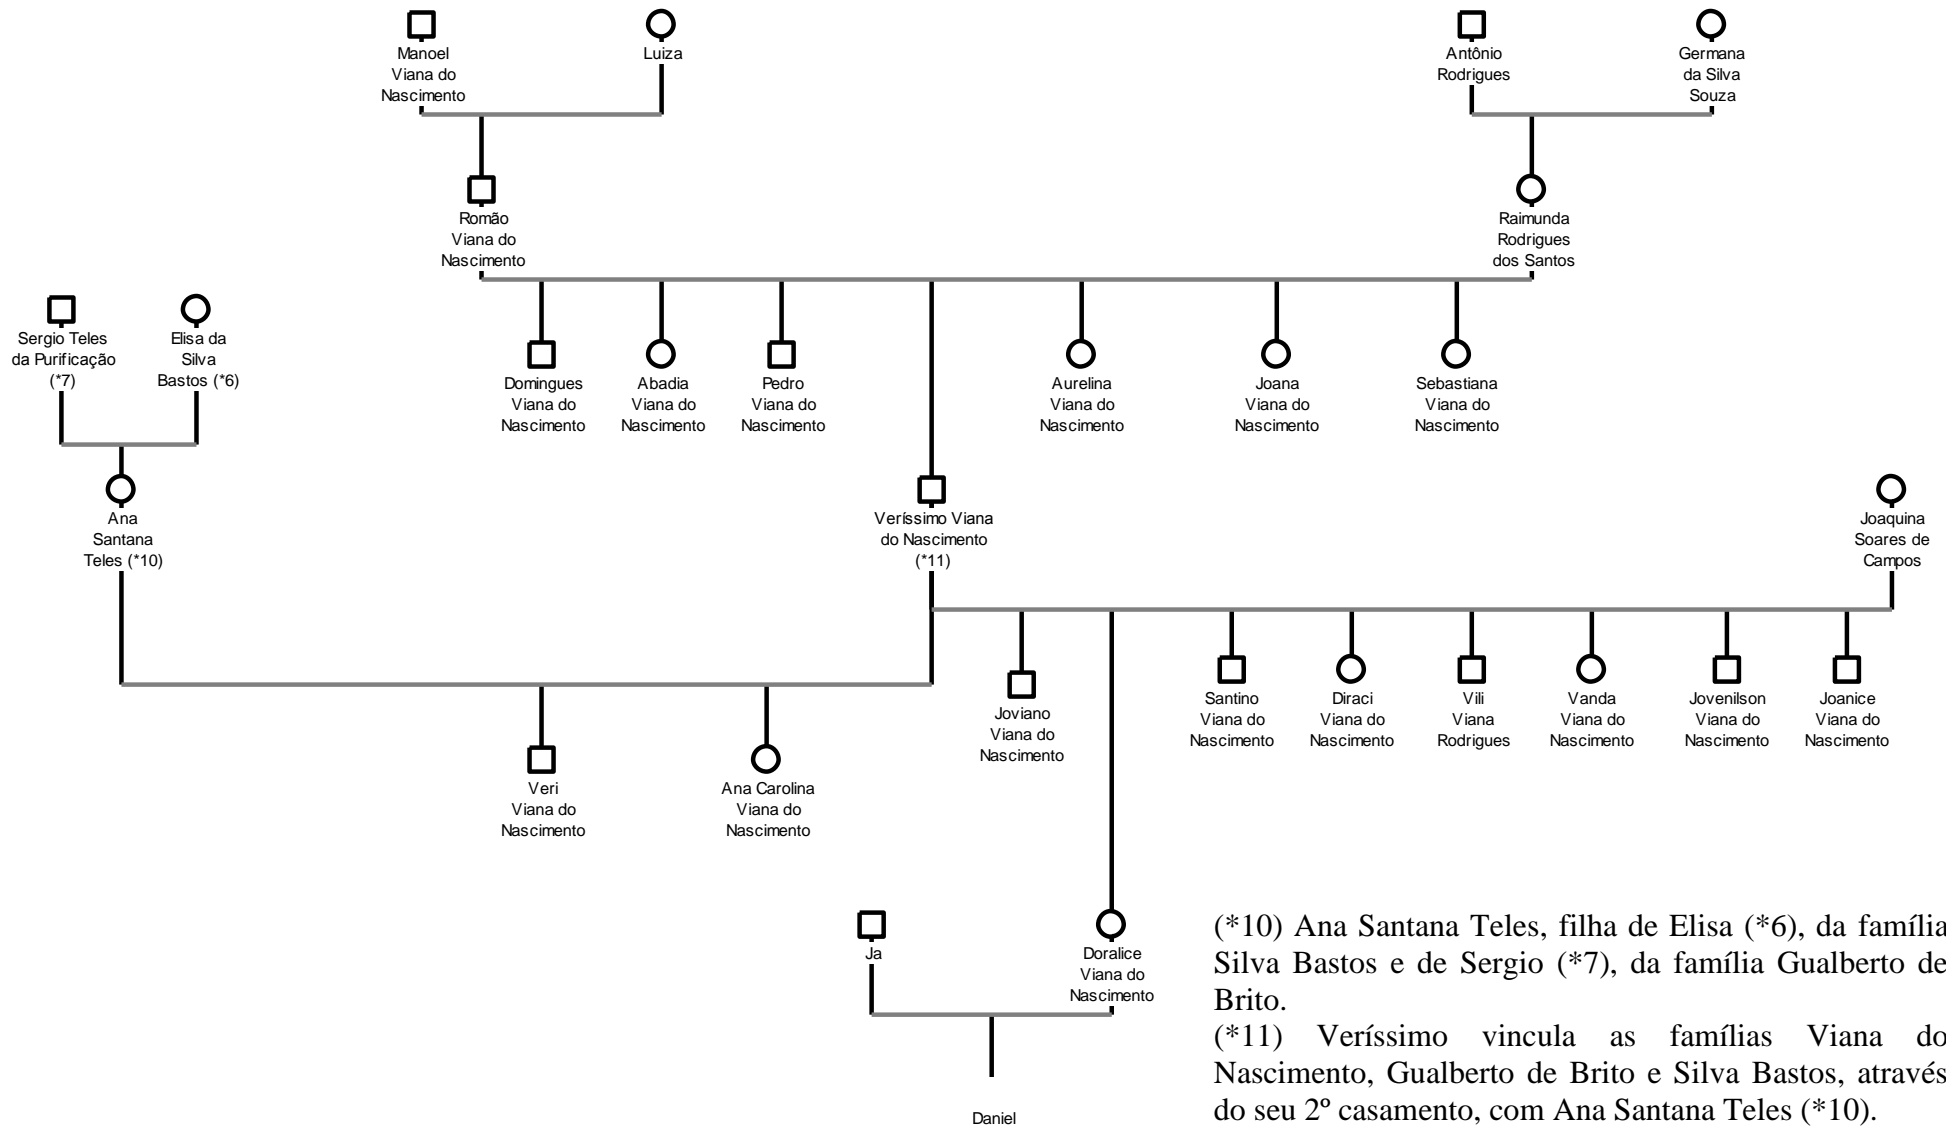 Manoel
Viana do
Nascimento
Luiza
Antônio
Rodrigues
Germana
da Silva
Souza
Romão
Viana do
Nascimento
Raimunda
Rodrigues
dos Santos
Sergio Teles
da Purificação
(*7)
Elisa da
Silva
Bastos (*6)
Domingues
Viana do
Nascimento
Abadia
Viana do
Nascimento
Pedro
Viana do
Nascimento
Aurelina
Viana do
Nascimento
Joana
Viana do
Nascimento
Sebastiana
Viana do
Nascimento
Ana
Santana
Teles (*10)
Veríssimo Viana
do Nascimento
(*11)
Joaquina
Soares de
Campos
Joviano
Viana do
Nascimento
Santino
Viana do
Nascimento
Diraci
Viana do
Nascimento
Vili
Viana
Rodrigues
Vanda
Viana do
Nascimento
Jovenilson
Viana do
Nascimento
Joanice
Viana do
Nascimento
Veri
Viana do
Nascimento
Ana Carolina
Viana do
Nascimento
Ja
Doralice
Viana do
Nascimento
Daniel
(*10) Ana Santana Teles, filha de Elisa (*6), da família
Silva Bastos e de Sergio (*7), da família Gualberto de
Brito.
(*11) Veríssimo vincula as famílias Viana do
Nascimento, Gualberto de Brito e Silva Bastos, através
do seu 2º casamento, com Ana Santana Teles (*10).